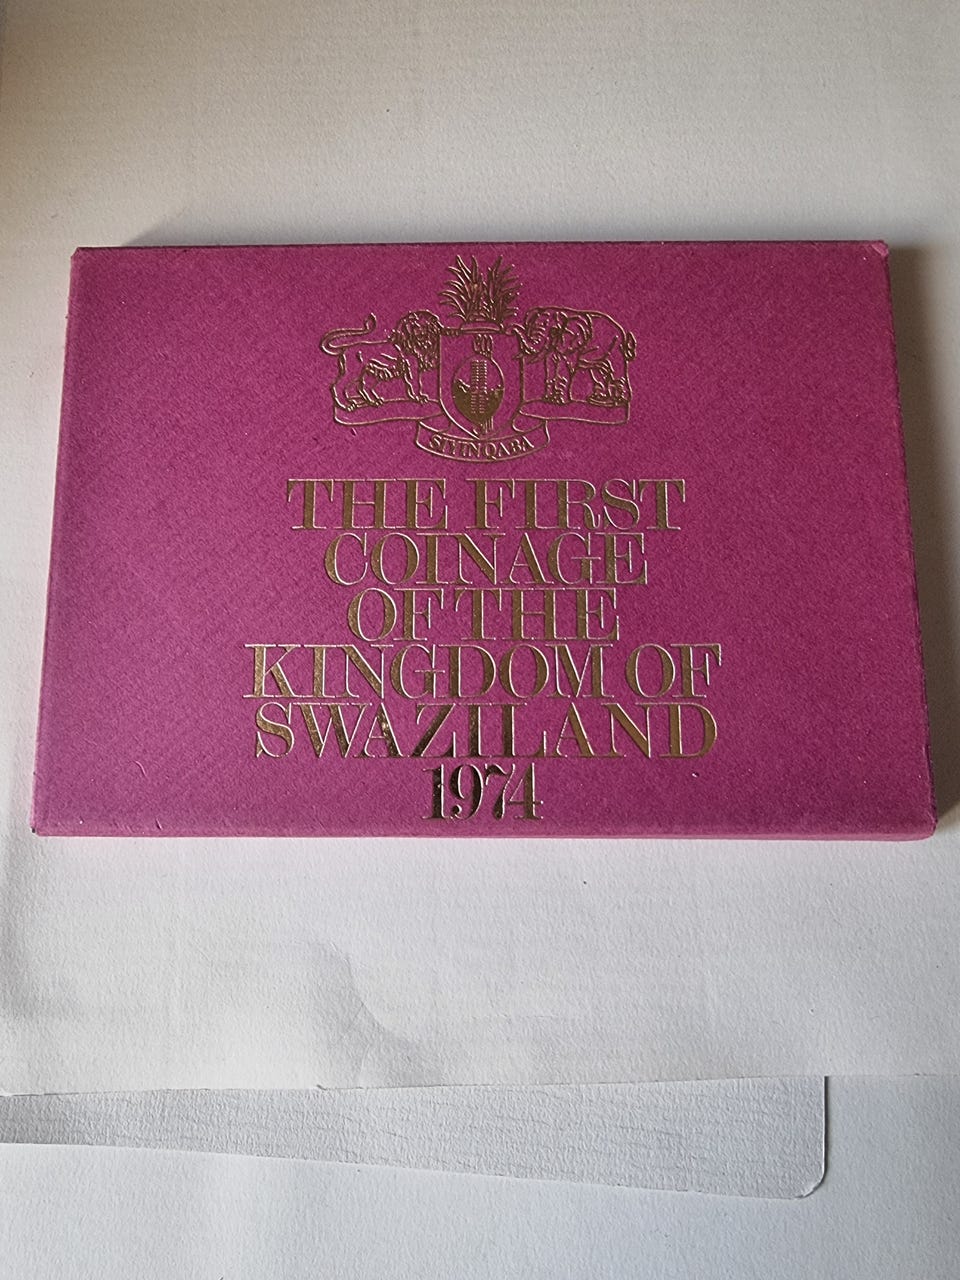 SIYINQABA
THE FIRST
COINAGE
OF THE
KINGDOM OF
SWAZILAND
1974